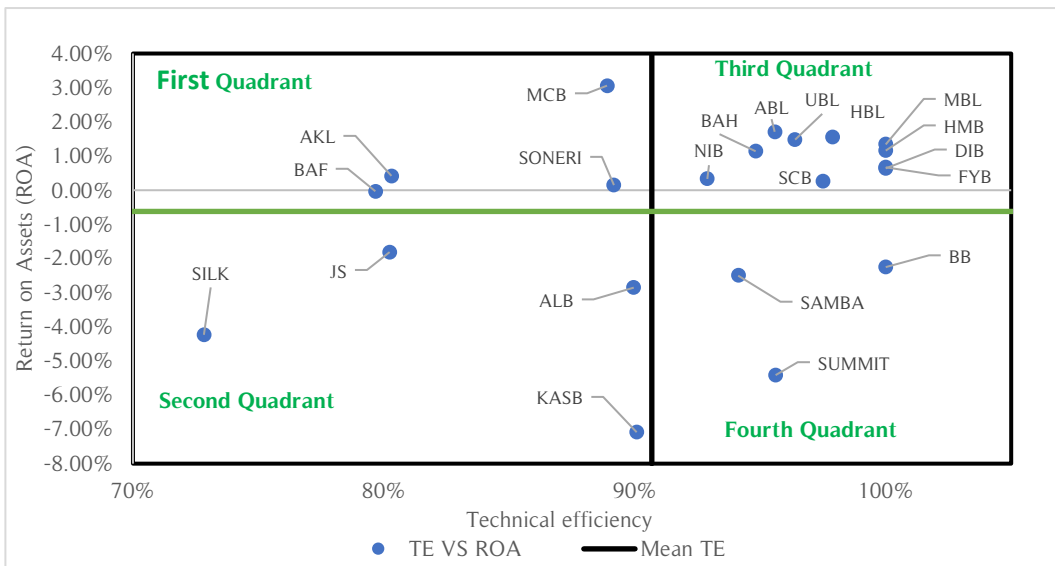 4.00%
3.00%
2.00%
1.00%
0.00%
-1.00%
-2.00%
-3.00%
-4.00%
-5.00%
-6.00%
-7.00%
-8.00%
Return on Assets (ROA)
First Quadrant
Third Quadrant
MCB
AKL
BAF
SONERI
NIB
BAH
ABL
UBL
HBL
SCB
MBL
HMB
DIB
FYB
SILK
JS
ALB
KASB
SAMBA
BB
SUMMIT
Second Quadrant
Fourth Quadrant
70%
80%
90%
100%
Technical efficiency
TE VS ROA
Mean TE